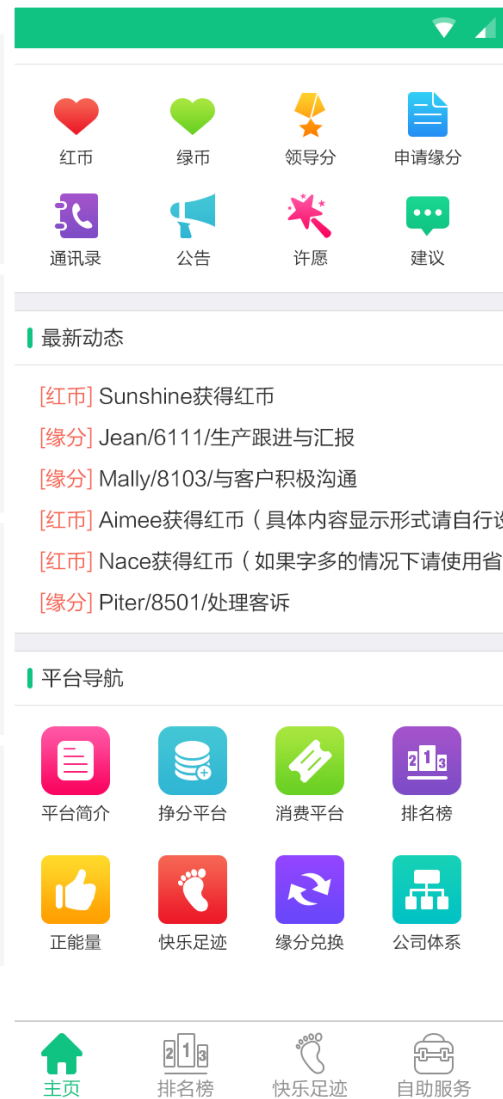 红币
绿币
领导分
申请缘分
通讯录
公告
许愿
建议
最新动态
[红币] Sunshine获得红币
[缘分] Jean/6111/生产跟进与汇报
[缘分] Mally/8103/与客户积极沟通
[红币] Aimee获得红币（具体内容显示形式请自行设
[红币] Nace获得红币（如果字多的情况下请使用省
[缘分] Piter/8501/处理客诉
平台导航
2 1 3
平台简介
挣分平台
消费平台
排名榜
正能量
快乐足迹
缘分兑换
公司体系
2 1 3
主页
排名榜
快乐足迹
自助服务